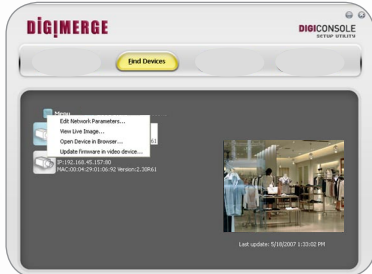 DIGIMERGE
DIGICONSOLE
SETUP UTILITY
Find Devices
Menu
Edit Network Parameters...
View Live Image...
Open Device in Browser...
Update firmware in video device...
IP:192.168.45.157:80
MAC:00:04:29:01:06:92 Version:2.30R61
Last update: 5/18/2007 1:33:02 PM